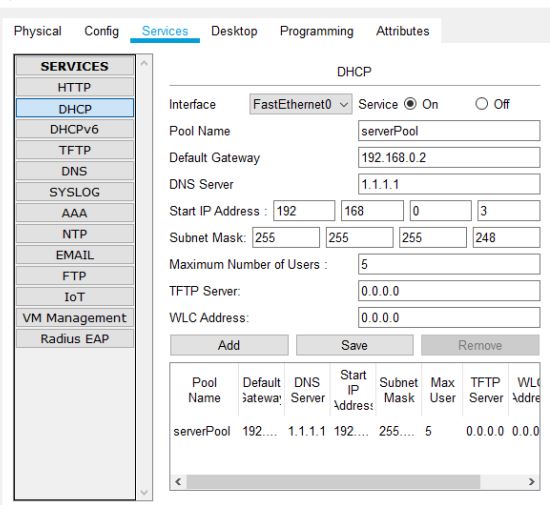 Physical Config Services Desktop Programming Attributes
SERVICES
HTTP
DHCP
DHCPv6
TFTP
DNS
SYSLOG
AAA
NTP
EMAIL
FTP
IoT
VM Management
Radius EAP
DHCP
Interface FastEthernet0 Service On Off
Pool Name serverPool
Default Gateway 192.168.0.2
DNS Server 1.1.1.1
Start IP Address : 192 168 0 3
Subnet Mask: 255 255 255 248
Maximum Number of Users : 5
TFTP Server: 0.0.0.0
WLC Address: 0.0.0.0
Add Save Remove
Pool Name Default Gateway DNS Server Start IP Address Subnet Mask Max User TFTP Server WLC Addre
serverPool 192.... 1.1.1.1 192.... 255.... 5 0.0.0.0 0.0.0